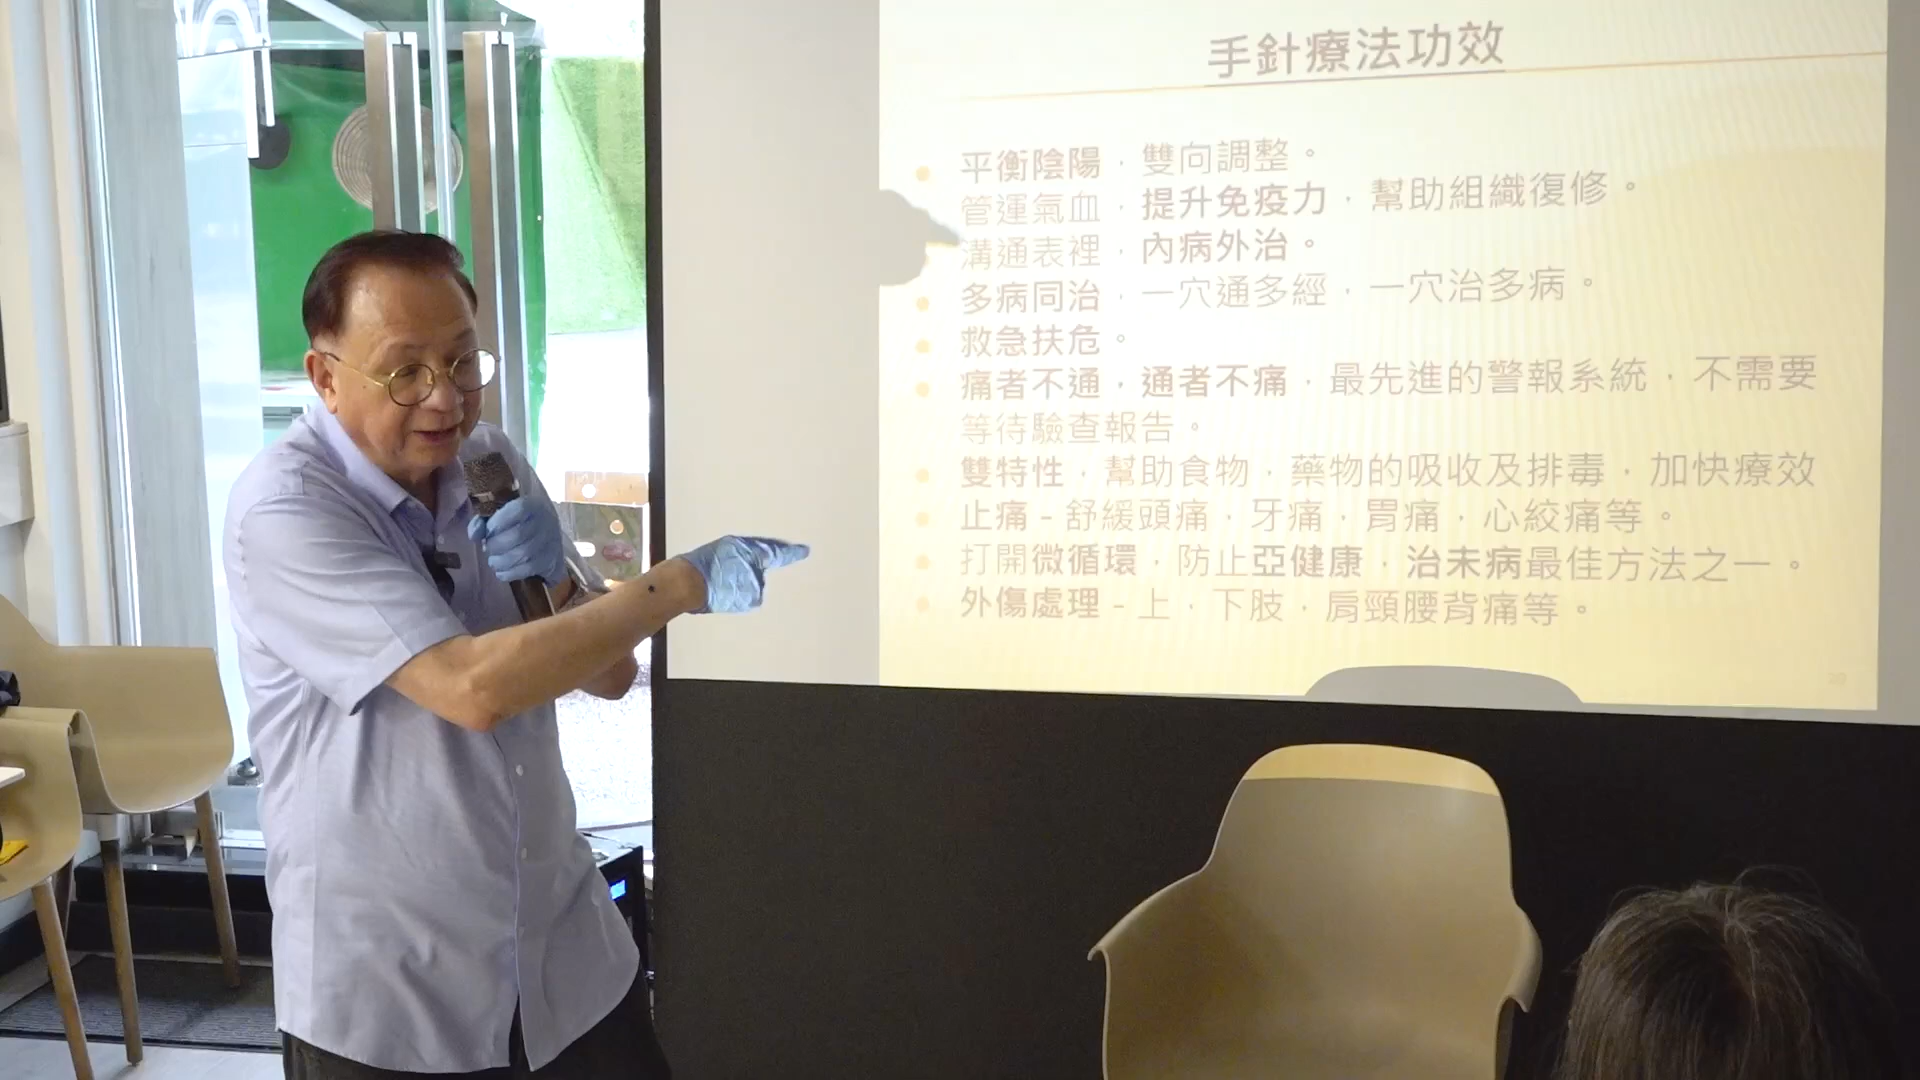 手針療法功效
平衡陰陽，雙向調整。
管運氣血，提升免疫力，幫助組織復修。
溝通表裡，內病外治。
多病同治，一穴通多經，一穴治多病。
救急扶危。
痛者不通，通者不痛，最先進的警報系統，不需要
等待驗查報告。
雙特性，幫助食物，藥物的吸收及排毒，加快療效
止痛 - 舒緩頭痛，牙痛，胃痛，心絞痛等。
打開微循環，防止亞健康，治未病最佳方法之一。
外傷處理 - 上，下肢，肩頸腰背痛等。